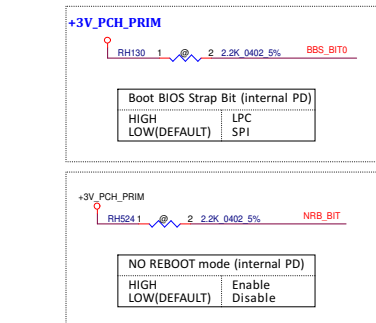 +3V_PCH_PRIM
RH130 1 @ 2 2.2K_0402_5% BBS_BIT0
Boot BIOS Strap Bit (internal PD)
HIGH LPC
LOW(DEFAULT) SPI
+3V_PCH_PRIM
RH524 1 @ 2 2.2K_0402_5% NRB_BIT
NO REBOOT mode (internal PD)
HIGH Enable
LOW(DEFAULT) Disable